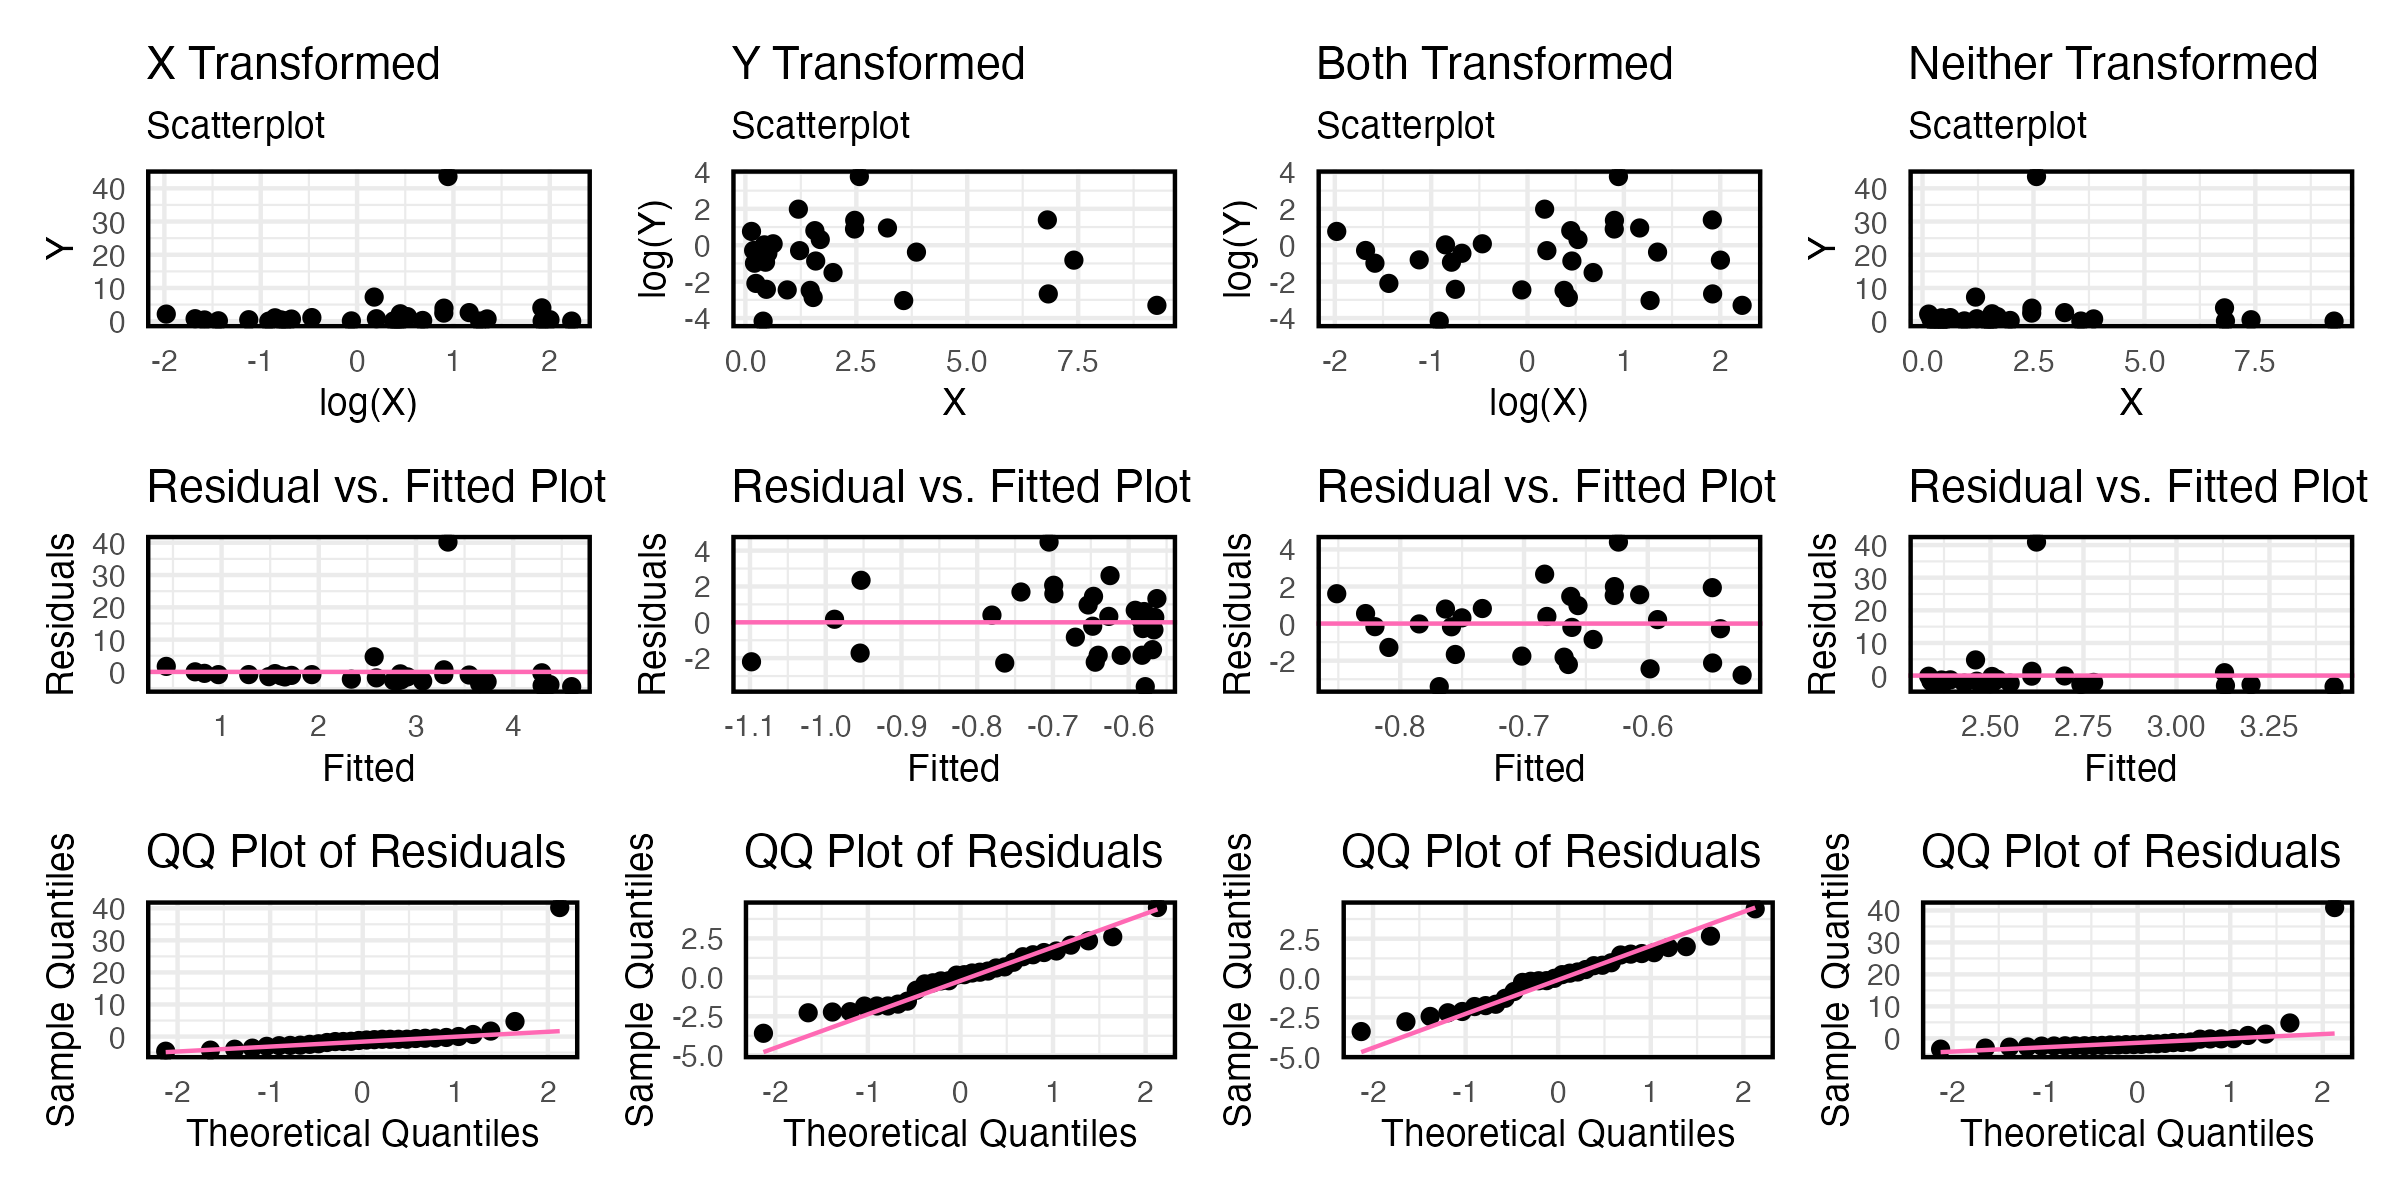 X Transformed
Y Transformed
Both Transformed
Neither Transformed
Scatterplot
Scatterplot
Scatterplot
Scatterplot
Y
40
30
20
10
0
-2 -1 0 1 2
log(X)
log(Y)
4
2
0
-2
-4
0.0 2.5 5.0 7.5
X
log(Y)
4
2
0
-2
-4
-2 -1 0 1 2
log(X)
Y
40
30
20
10
0
0.0 2.5 5.0 7.5
X
Residual vs. Fitted Plot
Residual vs. Fitted Plot
Residual vs. Fitted Plot
Residual vs. Fitted Plot
Residuals
40
30
20
10
0
1 2 3 4
Fitted
Residuals
4
2
0
-2
-1.1 -1.0 -0.9 -0.8 -0.7 -0.6
Fitted
Residuals
4
2
0
-2
-0.8 -0.7 -0.6
Fitted
Residuals
40
30
20
10
0
2.50 2.75 3.00 3.25
Fitted
QQ Plot of Residuals
QQ Plot of Residuals
QQ Plot of Residuals
QQ Plot of Residuals
Sample Quantiles
40
30
20
10
0
-2 -1 0 1 2
Theoretical Quantiles
Sample Quantiles
2.5
0.0
-2.5
-5.0
-2 -1 0 1 2
Theoretical Quantiles
Sample Quantiles
2.5
0.0
-2.5
-5.0
-2 -1 0 1 2
Theoretical Quantiles
Sample Quantiles
40
30
20
10
0
-2 -1 0 1 2
Theoretical Quantiles